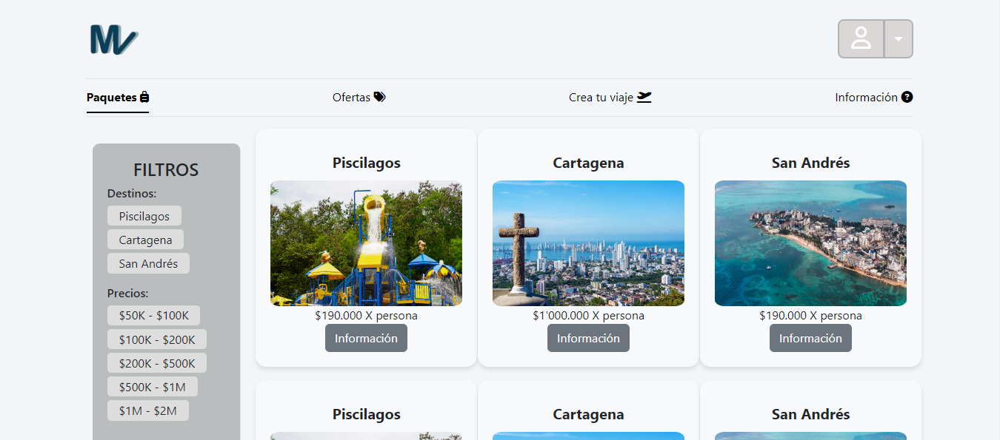 MV
Paquetes
Ofertas
Crea tu viaje
Información
FILTROS
Destinos:
Piscilagos
Cartagena
San Andrés
Precios:
$50K - $100K
$100K - $200K
$200K - $500K
$500K - $1M
$1M - $2M
Piscilagos
$190.000 X persona
Información
Cartagena
$1'000.000 X persona
Información
San Andrés
$190.000 X persona
Información
Piscilagos
Cartagena
San Andrés